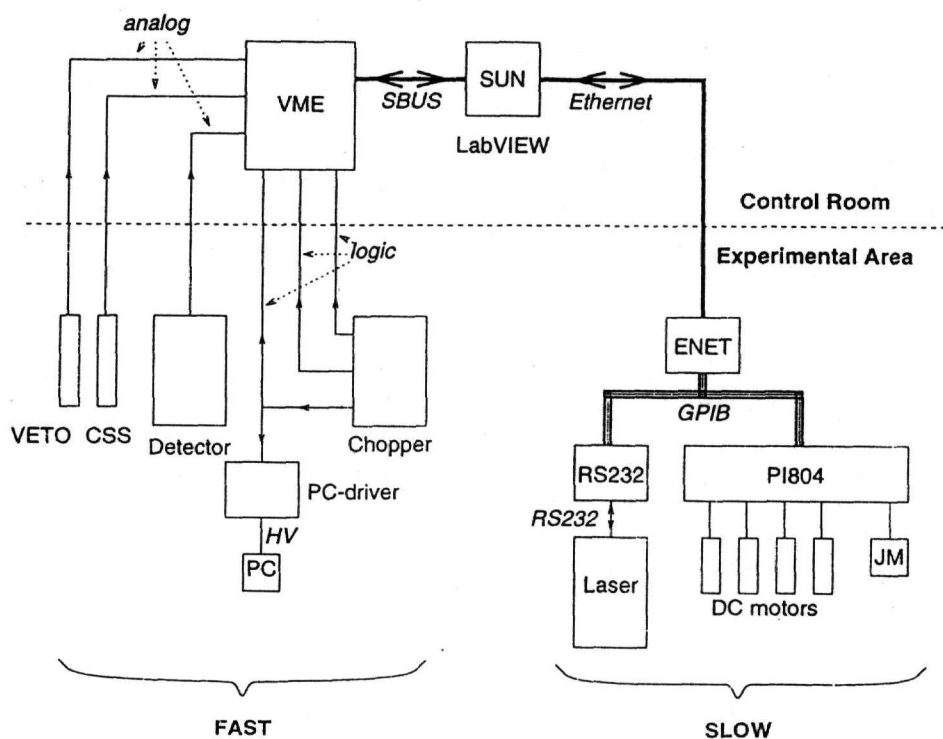 analog
VME
SBUS
SUN
Ethernet
LabVIEW
Control Room
Experimental Area
logic
ENET
GPIB
VETO
CSS
Detector
Chopper
PC-driver
HV
PC
RS232
PI804
RS232
Laser
DC motors
JM
FAST
SLOW